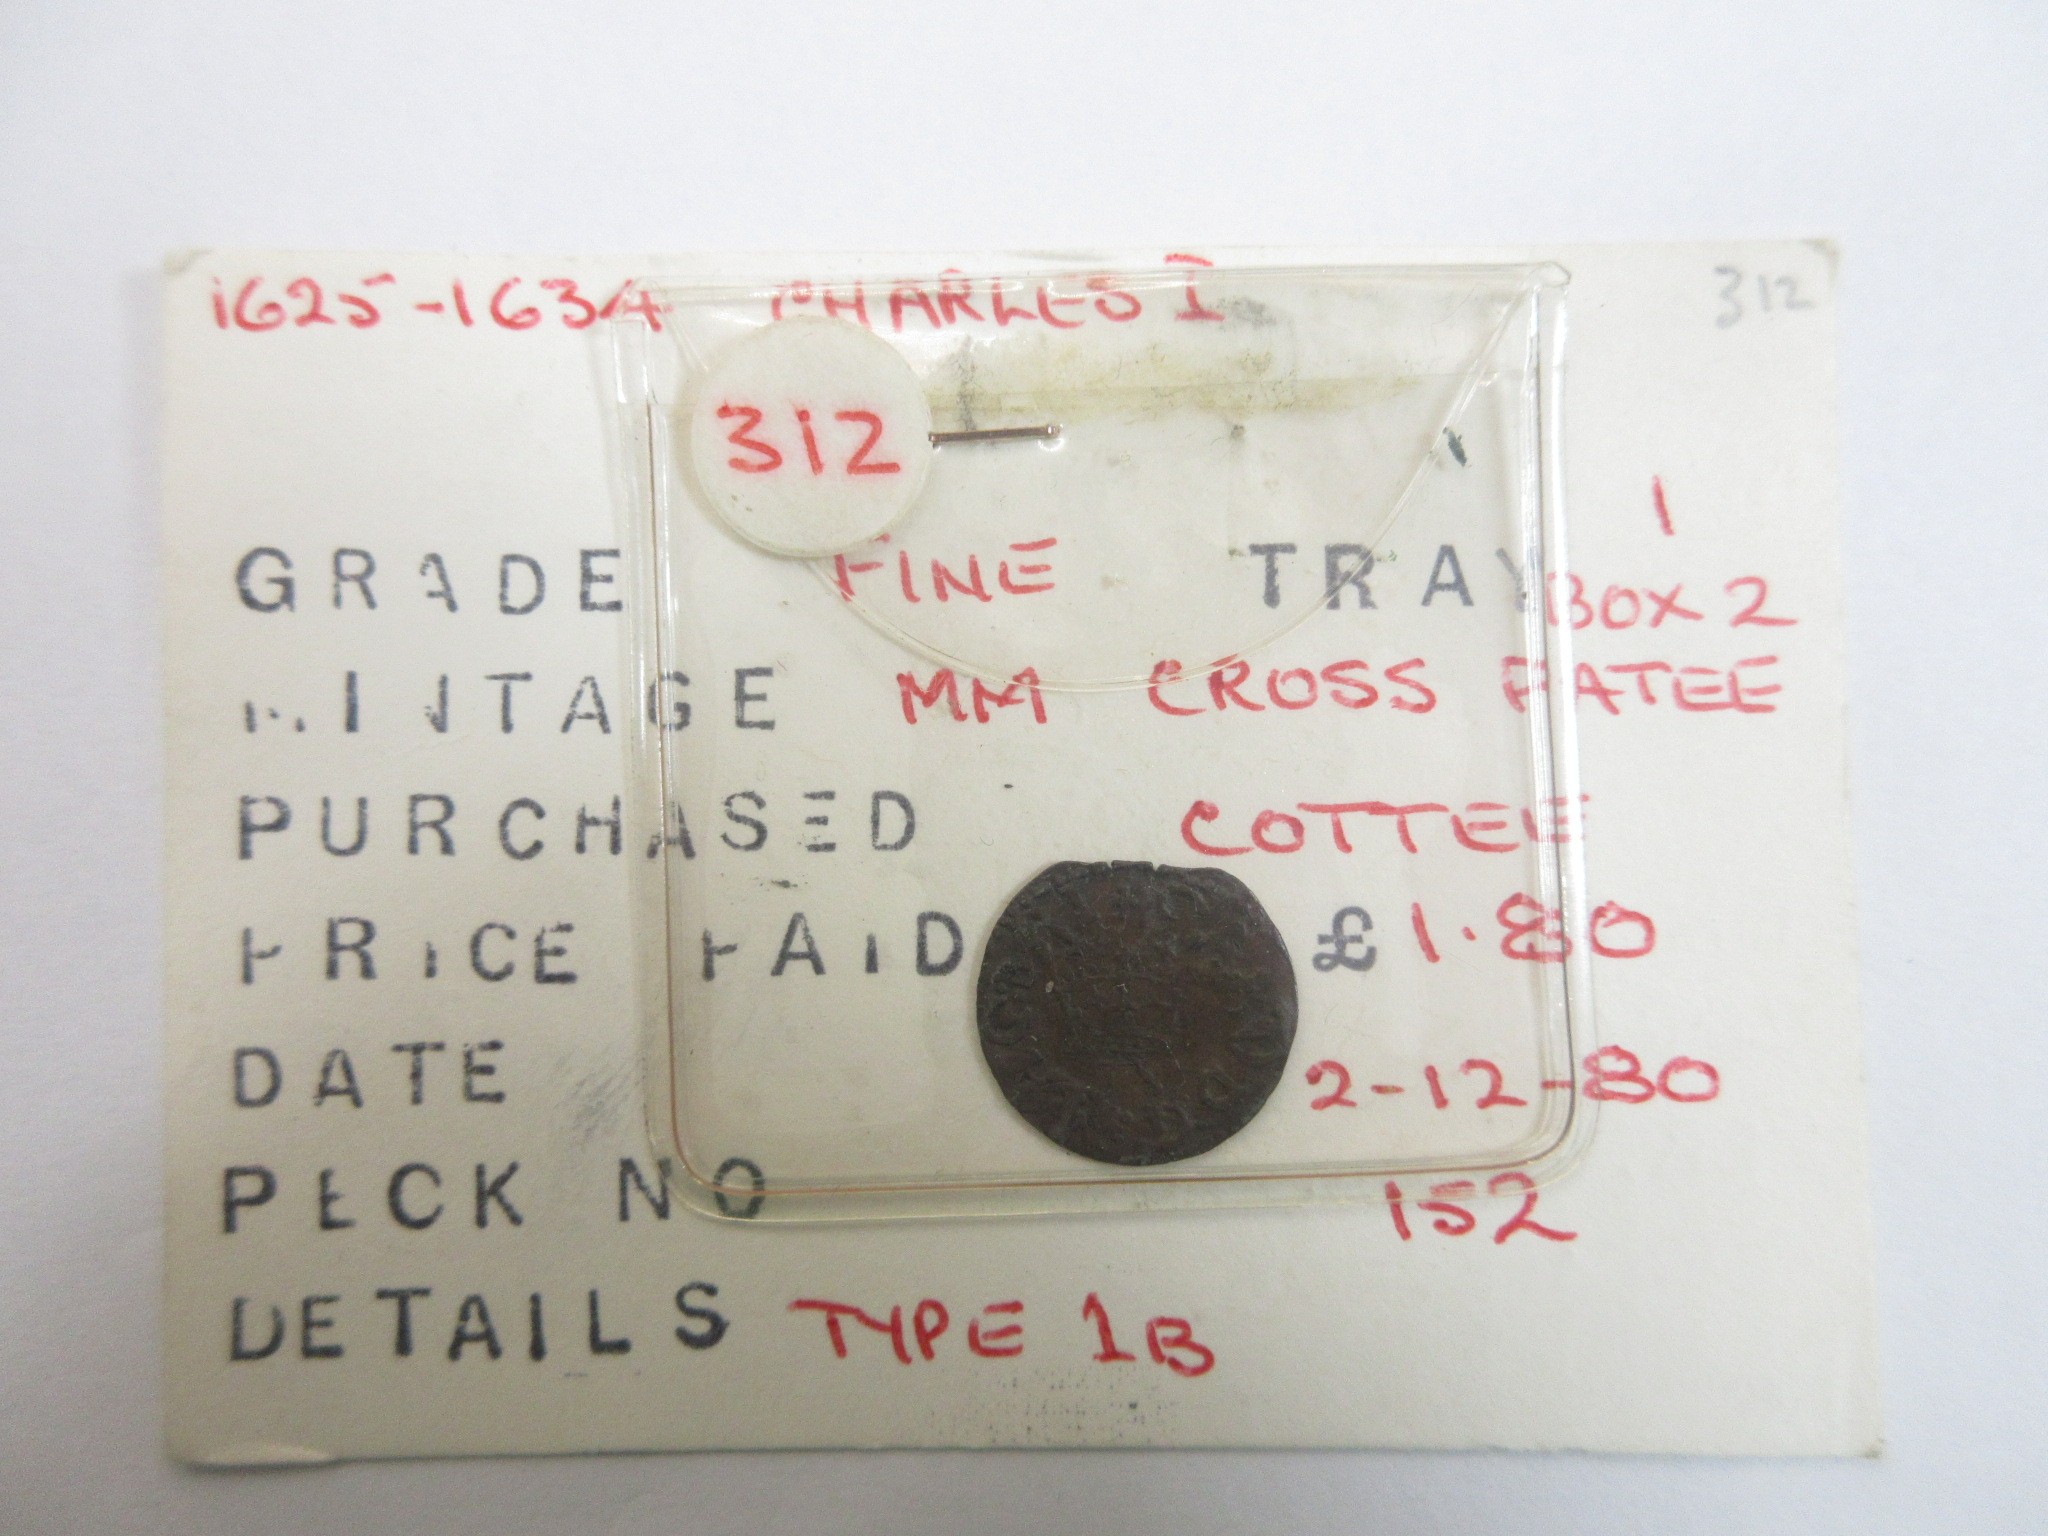 1625-1634 CHARLES I 312
312
1
GRADE FINE TRAY BOX 2
MINTAGE MM CROSS PATEE
PURCHASED COTTEE
PRICE PAID £1.80
DATE 2-12-80
PECK NO 152
DETAILS TYPE 1B